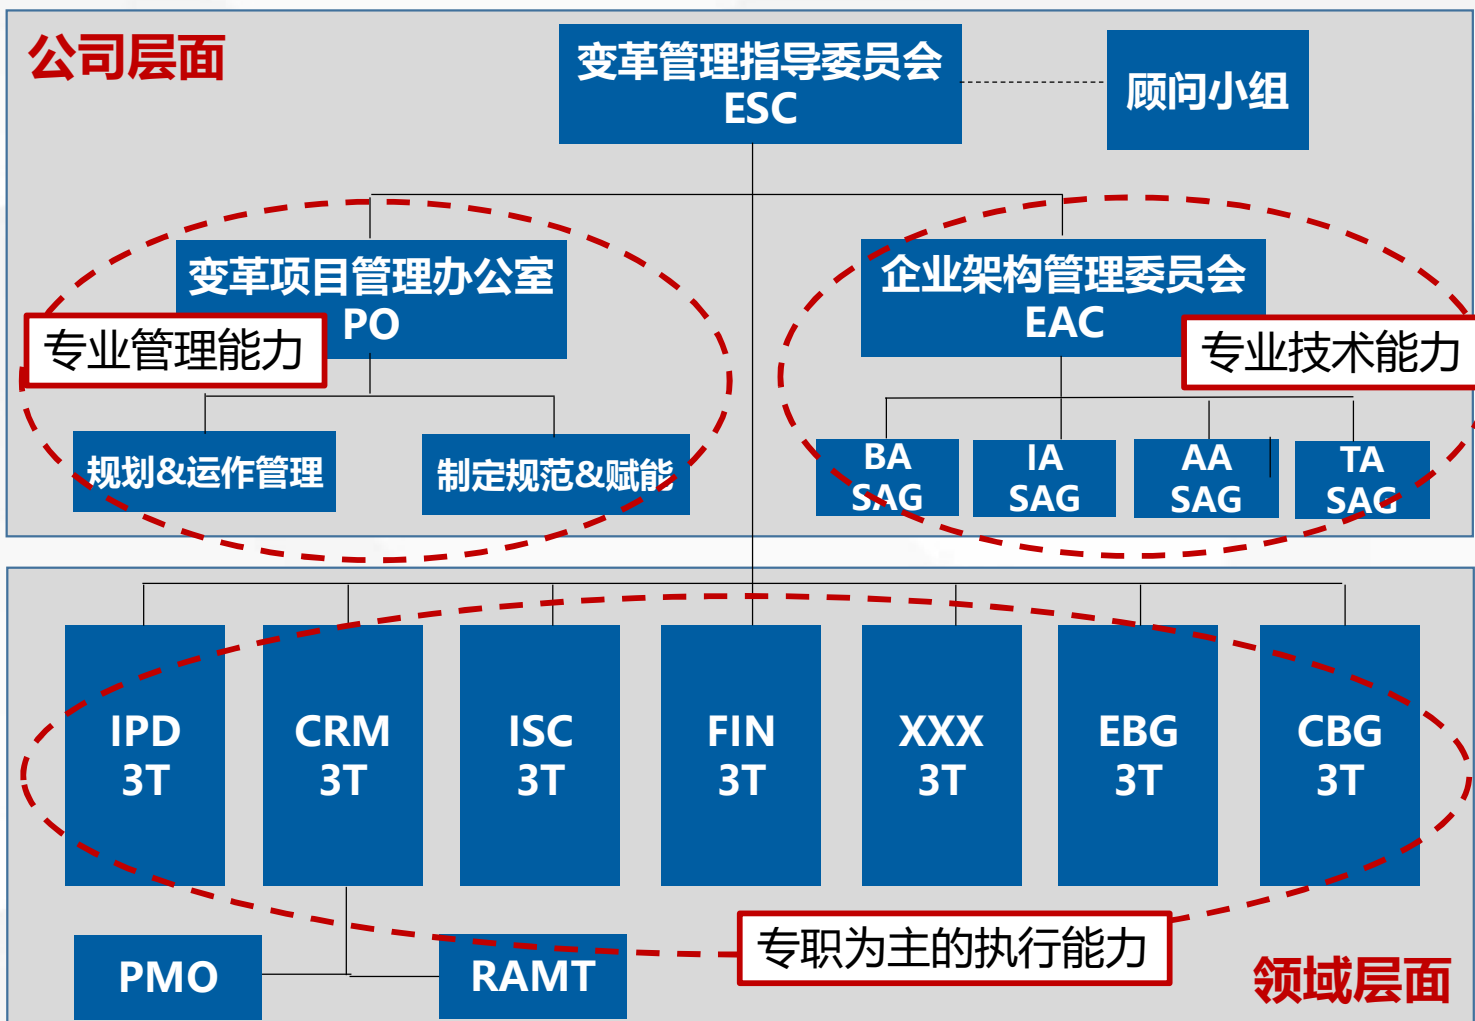 公司层面
变革管理指导委员会
ESC
顾问小组
变革项目管理办公室
PO
企业架构管理委员会
EAC
专业管理能力
专业技术能力
规划&运作管理
制定规范&赋能
BA
SAG
IA
SAG
AA
SAG
TA
SAG
IPD
3T
CRM
3T
ISC
3T
FIN
3T
XXX
3T
EBG
3T
CBG
3T
PMO
RAMT
专职为主的执行能力
领域层面